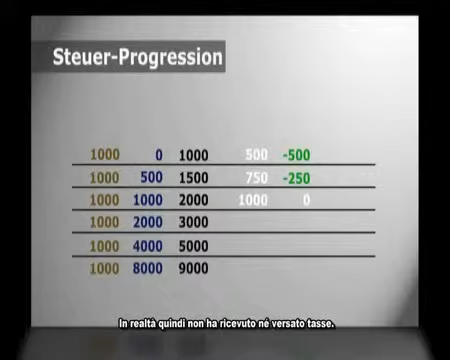 Steuer-Progression
1000 0 1000 500 -500
1000 500 1500 750 -250
1000 1000 2000 1000 0
1000 2000 3000
1000 4000 5000
1000 8000 9000
In realtà quindi non ha ricevuto né versato tasse.